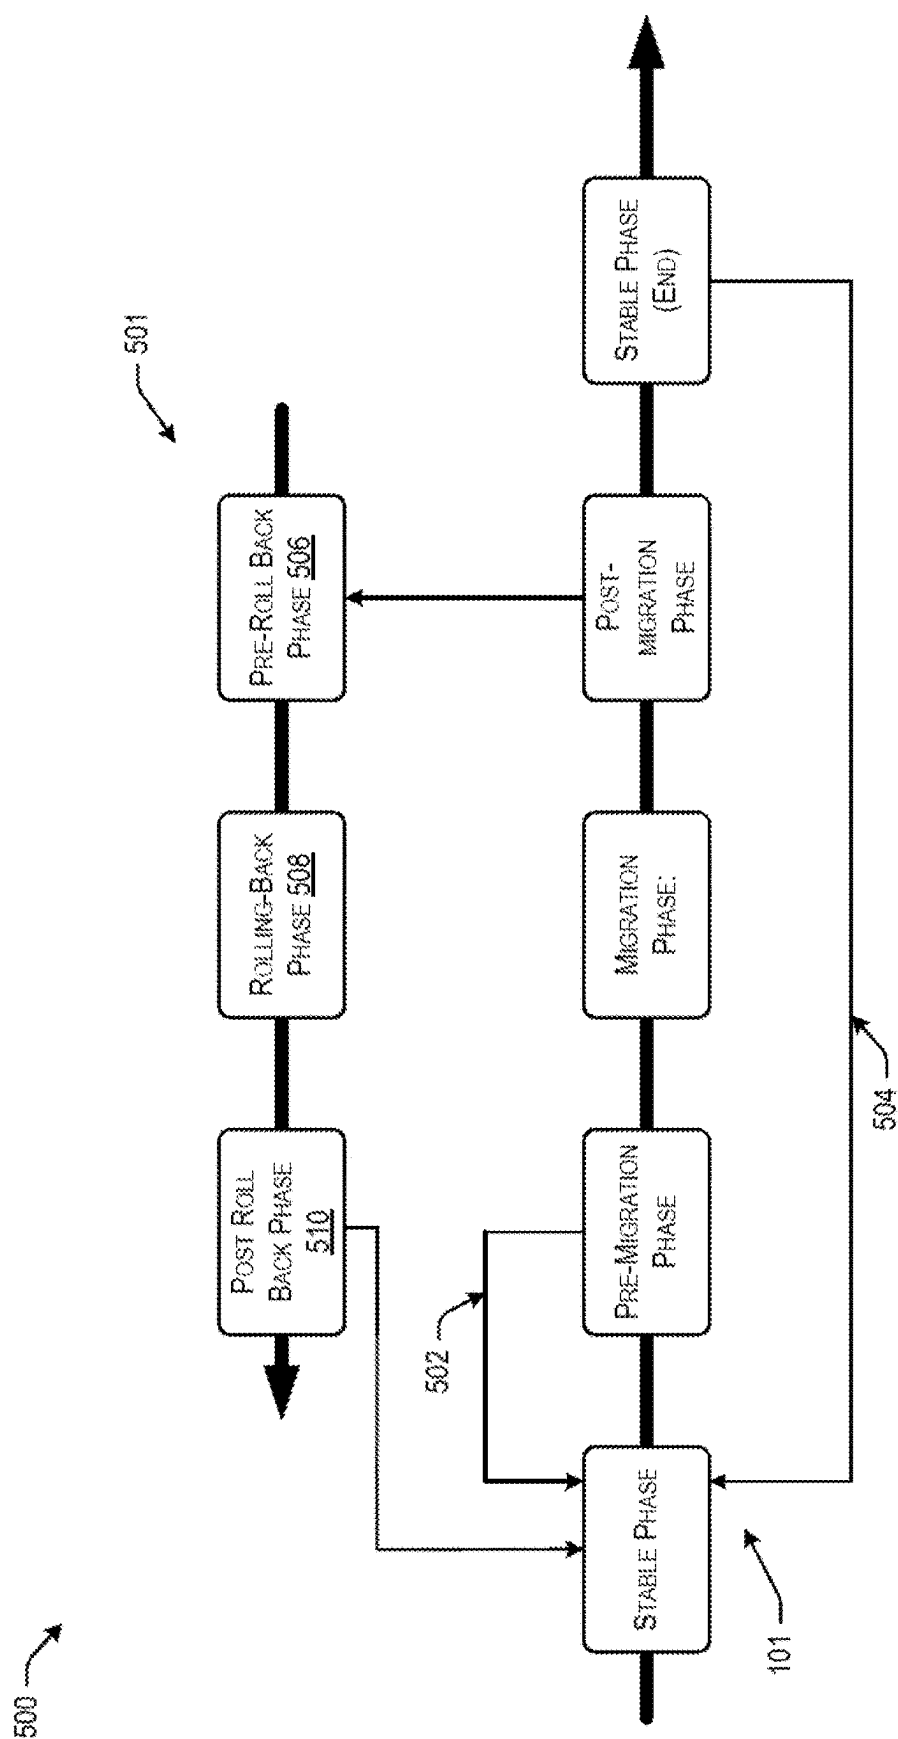 500
501
POST ROLL
BACK PHASE
510
ROLLING-BACK
PHASE 508
PRE-ROLL BACK
PHASE 506
502
STABLE PHASE
PRE-MIGRATION
PHASE
MIGRATION
PHASE:
POST-
MIGRATION
PHASE
STABLE PHASE
(END)
101
504